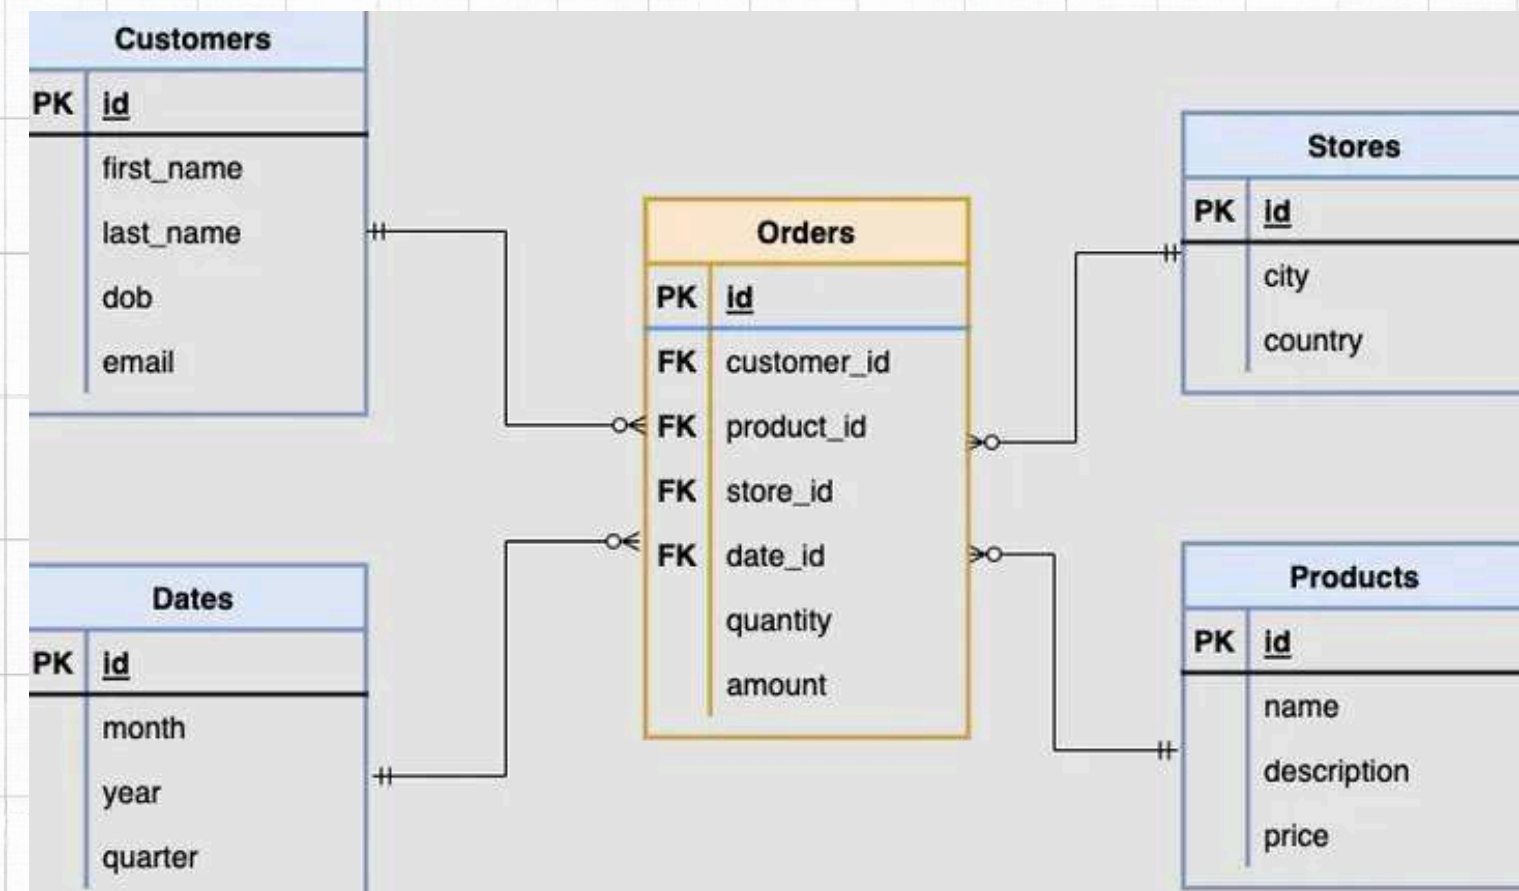 Customers
PK id
first_name
last_name
dob
email
Dates
PK id
month
year
quarter
Orders
PK id
FK customer_id
FK product_id
FK store_id
FK date_id
quantity
amount
Stores
PK id
city
country
Products
PK id
name
description
price